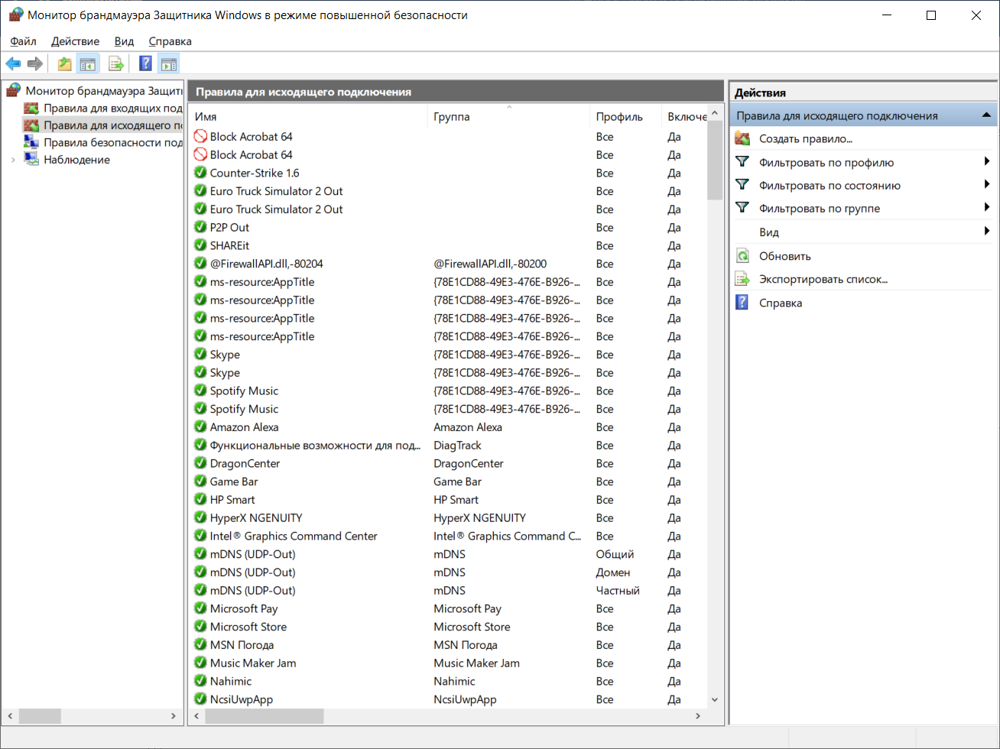 Монитор брандмауэра Защитника Windows в режиме повышенной безопасности
Файл Действие Вид Справка
Монитор брандмауэра Защити
Правила для входящих под
Правила для исходящего по
Правила безопасности под
Наблюдение
Правила для исходящего подключения
Имя Группа Профиль Включе
Block Acrobat 64 Все Да
Block Acrobat 64 Все Да
Counter-Strike 1.6 Все Да
Euro Truck Simulator 2 Out Все Да
Euro Truck Simulator 2 Out Все Да
P2P Out Все Да
SHAREit Все Да
@FirewallAPI.dll,-80204 @FirewallAPI.dll,-80200 Все Да
ms-resource:AppTitle {78E1CD88-49E3-476E-B926-... Все Да
ms-resource:AppTitle {78E1CD88-49E3-476E-B926-... Все Да
ms-resource:AppTitle {78E1CD88-49E3-476E-B926-... Все Да
ms-resource:AppTitle {78E1CD88-49E3-476E-B926-... Все Да
Skype {78E1CD88-49E3-476E-B926-... Все Да
Skype {78E1CD88-49E3-476E-B926-... Все Да
Spotify Music {78E1CD88-49E3-476E-B926-... Все Да
Spotify Music {78E1CD88-49E3-476E-B926-... Все Да
Amazon Alexa Amazon Alexa Все Да
Функциональные возможности для под... DiagTrack Все Да
DragonCenter DragonCenter Все Да
Game Bar Game Bar Все Да
HP Smart HP Smart Все Да
HyperX NGENUITY HyperX NGENUITY Все Да
Intel® Graphics Command Center Intel® Graphics Command C... Все Да
mDNS (UDP-Out) mDNS Общий Да
mDNS (UDP-Out) mDNS Домен Да
mDNS (UDP-Out) mDNS Частный Да
Microsoft Pay Microsoft Pay Все Да
Microsoft Store Microsoft Store Все Да
MSN Погода MSN Погода Все Да
Music Maker Jam Music Maker Jam Все Да
Nahimic Nahimic Все Да
NcsiUwpApp NcsiUwpApp Все Да
Действия
Правила для исходящего подключения
Создать правило...
Фильтровать по профилю
Фильтровать по состоянию
Фильтровать по группе
Вид
Обновить
Экспортировать список...
Справка